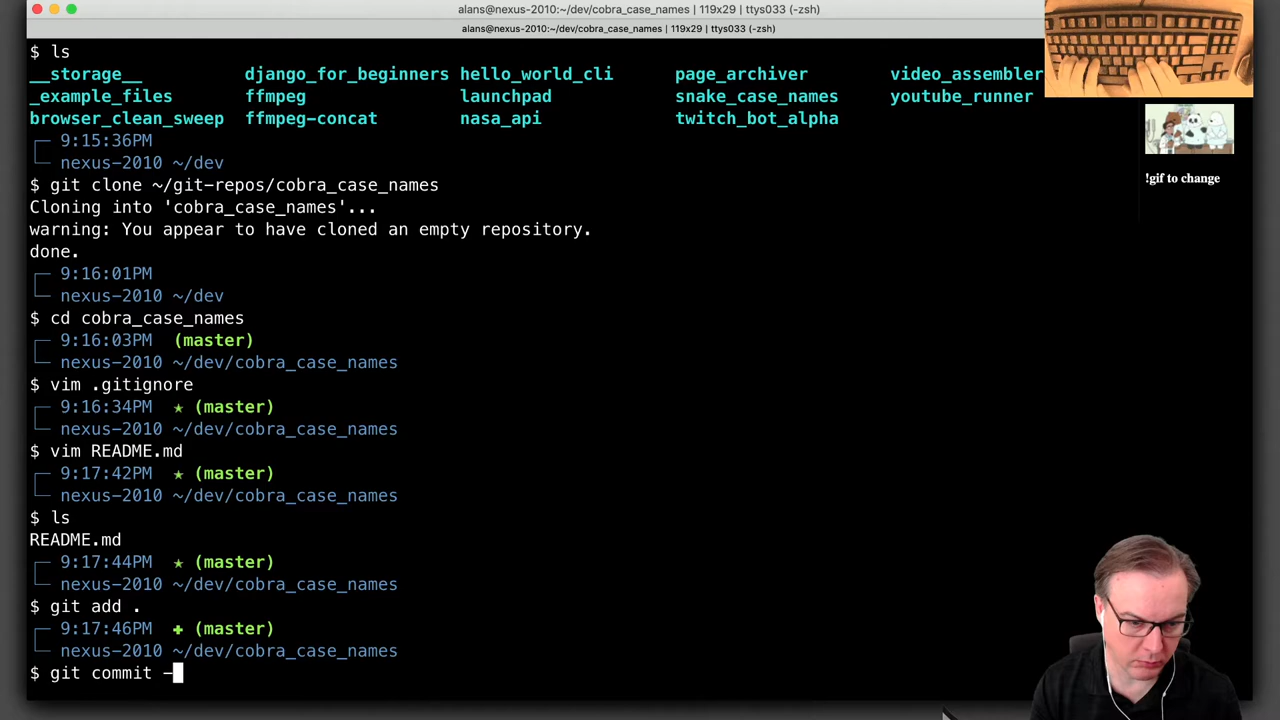 alans@nexus-2010:~/dev/cobra_case_names | 119x29 | ttys033 (-zsh)
alans@nexus-2010:~/dev/cobra_case_names | 119x29 | ttys033 (-zsh)
$ ls
__storage__ django_for_beginners hello_world_cli page_archiver video_assembler
_example_files ffmpeg launchpad snake_case_names youtube_runner
browser_clean_sweep ffmpeg-concat nasa_api twitch_bot_alpha
!gif to change
9:15:36PM
nexus-2010 ~/dev
$ git clone ~/git-repos/cobra_case_names
Cloning into 'cobra_case_names'...
warning: You appear to have cloned an empty repository.
done.
9:16:01PM
nexus-2010 ~/dev
$ cd cobra_case_names
9:16:03PM (master)
nexus-2010 ~/dev/cobra_case_names
$ vim .gitignore
9:16:34PM ★ (master)
nexus-2010 ~/dev/cobra_case_names
$ vim README.md
9:17:42PM ★ (master)
nexus-2010 ~/dev/cobra_case_names
$ ls
README.md
9:17:44PM ★ (master)
nexus-2010 ~/dev/cobra_case_names
$ git add .
9:17:46PM ✚ (master)
nexus-2010 ~/dev/cobra_case_names
$ git commit -